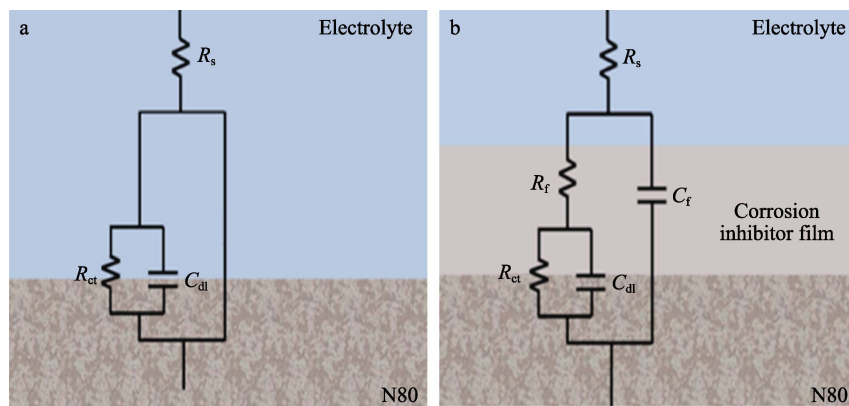 a
Electrolyte
Rs
Rct
Cdl
N80
b
Electrolyte
Rs
Rf
Cf
Corrosion
inhibitor film
Rct
Cdl
N80